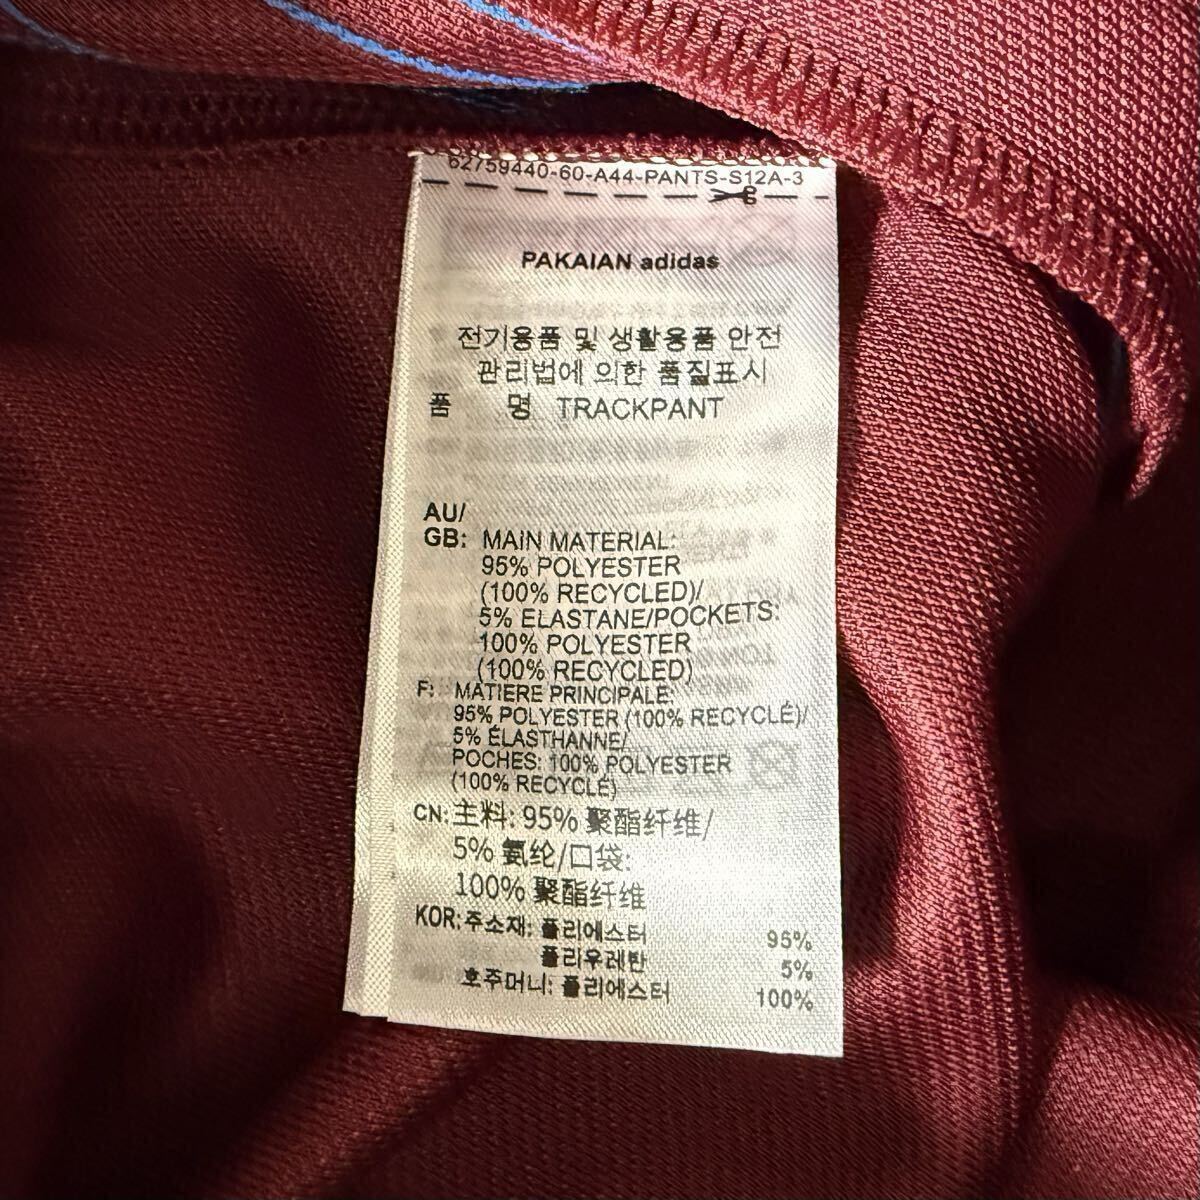 62759440-60-A44-PANTS-S12A-3
PAKAIAN adidas
전기용품 및 생활용품 안전
관리법에 의한 품질표시
품 명 TRACKPANT
AU/
GB: MAIN MATERIAL:
95% POLYESTER
(100% RECYCLED)/
5% ELASTANE/POCKETS:
100% POLYESTER
(100% RECYCLED)
F: MATIERE PRINCIPALE:
95% POLYESTER (100% RECYCLÉ)/
5% ÉLASTHANNE/
POCHES: 100% POLYESTER
(100% RECYCLÉ)
CN: 主料: 95% 聚酯纤维/
5% 氨纶/口袋:
100% 聚酯纤维
KOR: 주소재: 폴리에스터 95%
폴리우레탄 5%
호주머니: 폴리에스터 100%